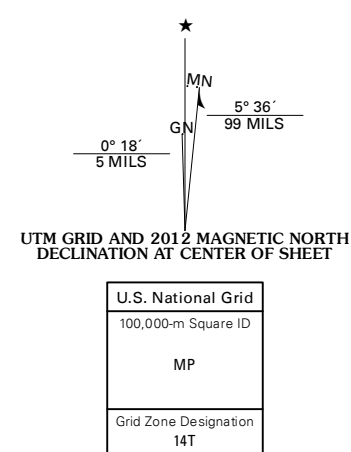 ★
MN
GN
5° 36´
99 MILS
0° 18´
5 MILS
UTM GRID AND 2012 MAGNETIC NORTH
DECLINATION AT CENTER OF SHEET
U.S. National Grid
100,000-m Square ID
MP
Grid Zone Designation
14T